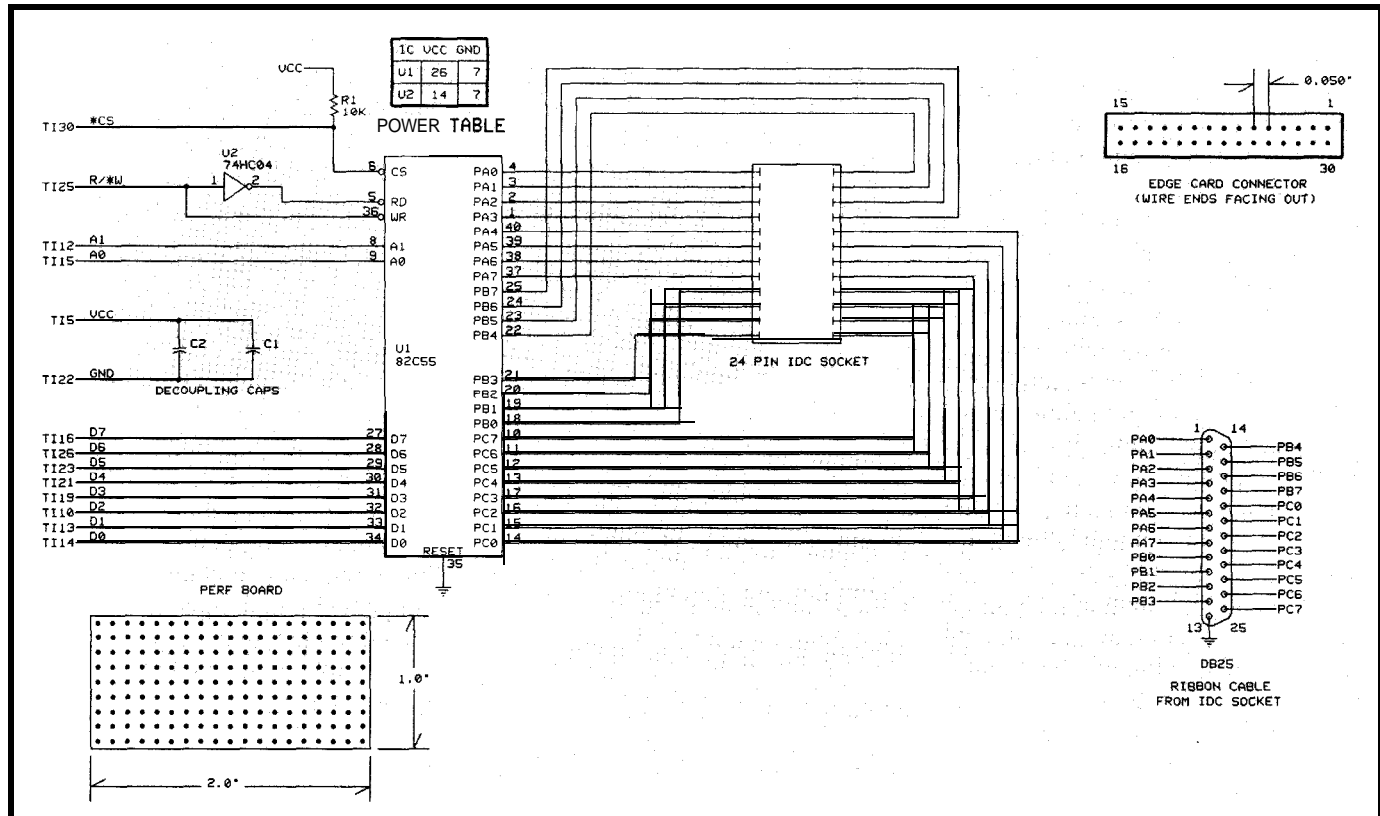 IC VCC GND
U1 26 7
U2 14 7
POWER TABLE
VCC
R1
10K
TI30 *CS
U2
74HC04
TI25 R/*W
1 2
TI12 A1
TI15 A0
TI5 VCC
C2 C1
TI22 GND
DECOUPLING CAPS
TI16 D7
TI26 D6
TI23 D5
TI21 D4
TI19 D3
TI10 D2
TI13 D1
TI14 D0
6 CS
5 RD
36 WR
8 A1
9 A0
U1
82C55
27 D7
28 D6
29 D5
30 D4
31 D3
32 D2
33 D1
34 D0
RESET
35
PA0 4
PA1 3
PA2 2
PA3 1
PA4 40
PA5 39
PA6 38
PA7 37
PB7 25
PB6 24
PB5 23
PB4 22
PB3 21
PB2 20
PB1 19
PB0 18
PC7 10
PC6 11
PC5 12
PC4 13
PC3 17
PC2 16
PC1 15
PC0 14
24 PIN IDC SOCKET
0.050"
15 1
16 30
EDGE CARD CONNECTOR
(WIRE ENDS FACING OUT)
1 14
PA0 PB4
PA1 PB5
PA2 PB6
PA3 PB7
PA4 PC0
PA5 PC1
PA6 PC2
PA7 PC3
PB0 PC4
PB1 PC5
PB2 PC6
PB3 PC7
13 25
DB25
RIBBON CABLE
FROM IDC SOCKET
PERF BOARD
1.0"
2.0"